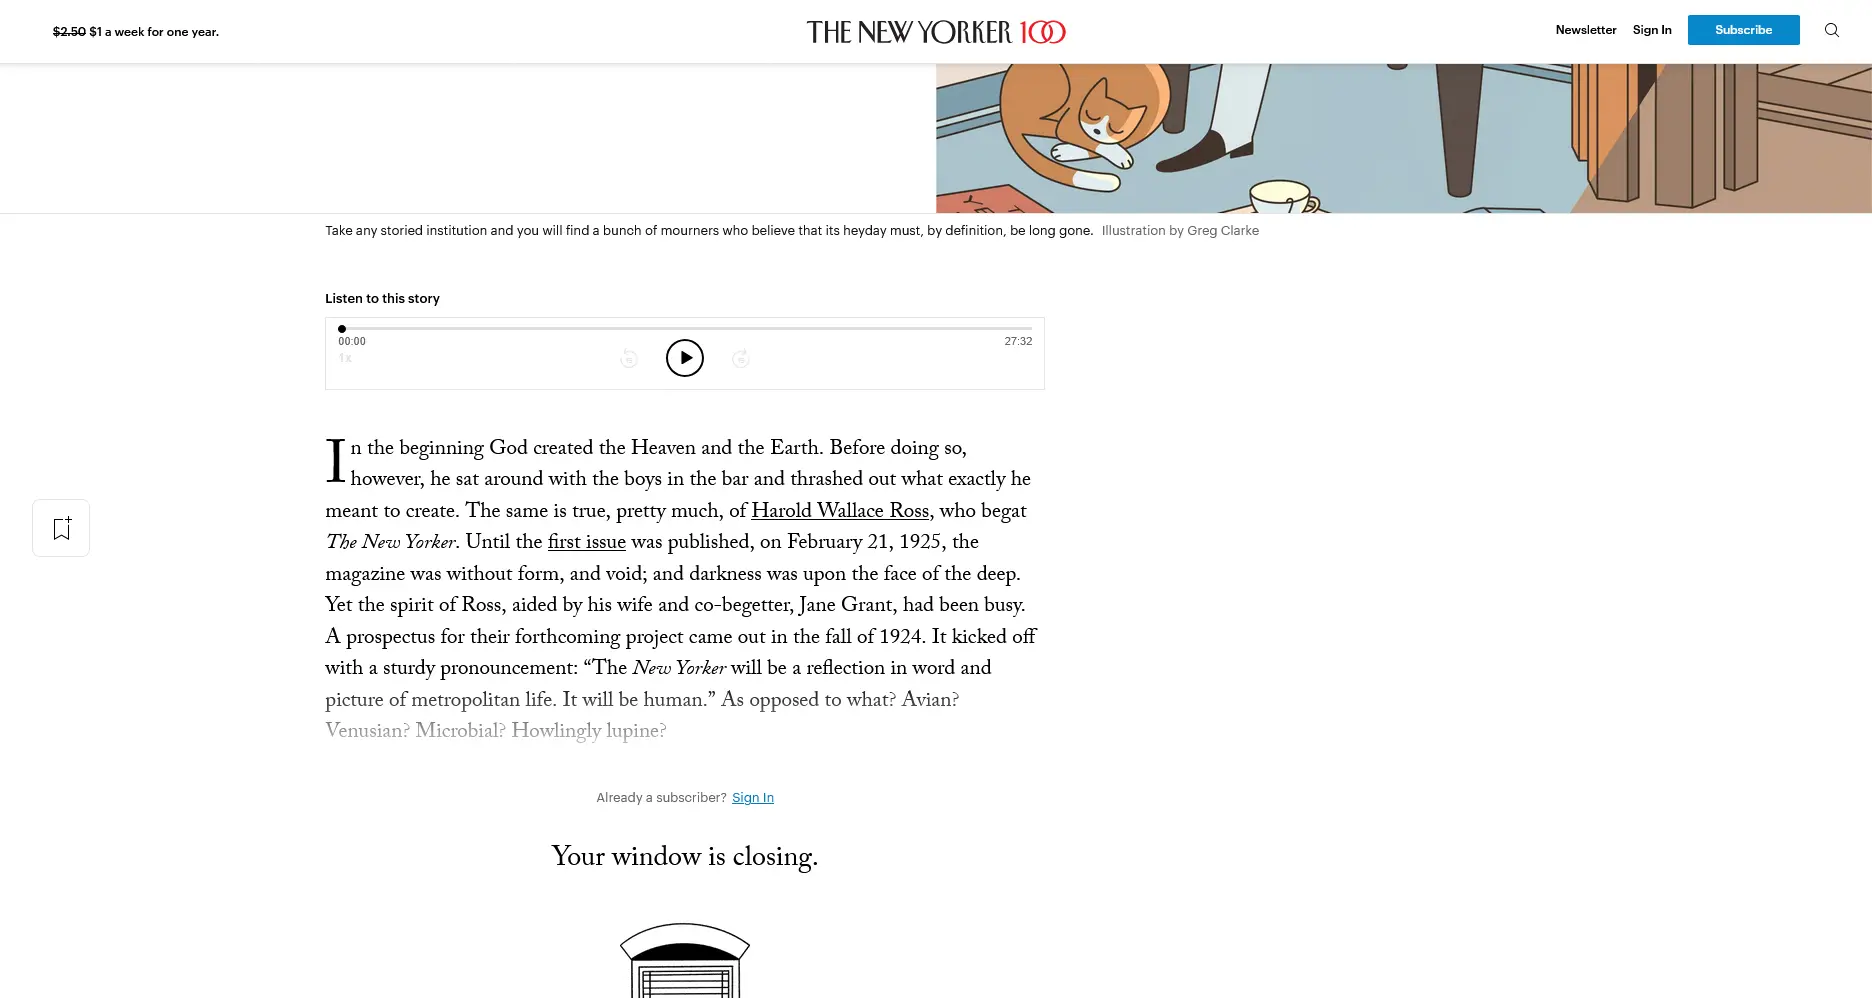 $2.50 $1 a week for one year.
THE NEW YORKER 100
Newsletter
Sign In
Subscribe
Take any storied institution and you will find a bunch of mourners who believe that its heyday must, by definition, be long gone. Illustration by Greg Clarke
Listen to this story
00:00
27:32
1x
In the beginning God created the Heaven and the Earth. Before doing so,
however, he sat around with the boys in the bar and thrashed out what exactly he
meant to create. The same is true, pretty much, of Harold Wallace Ross, who begat
The New Yorker. Until the first issue was published, on February 21, 1925, the
magazine was without form, and void; and darkness was upon the face of the deep.
Yet the spirit of Ross, aided by his wife and co-begetter, Jane Grant, had been busy.
A prospectus for their forthcoming project came out in the fall of 1924. It kicked off
with a sturdy pronouncement: “The New Yorker will be a reflection in word and
picture of metropolitan life. It will be human.” As opposed to what? Avian?
Venusian? Microbial? Howlingly lupine?
Already a subscriber? Sign In
Your window is closing.